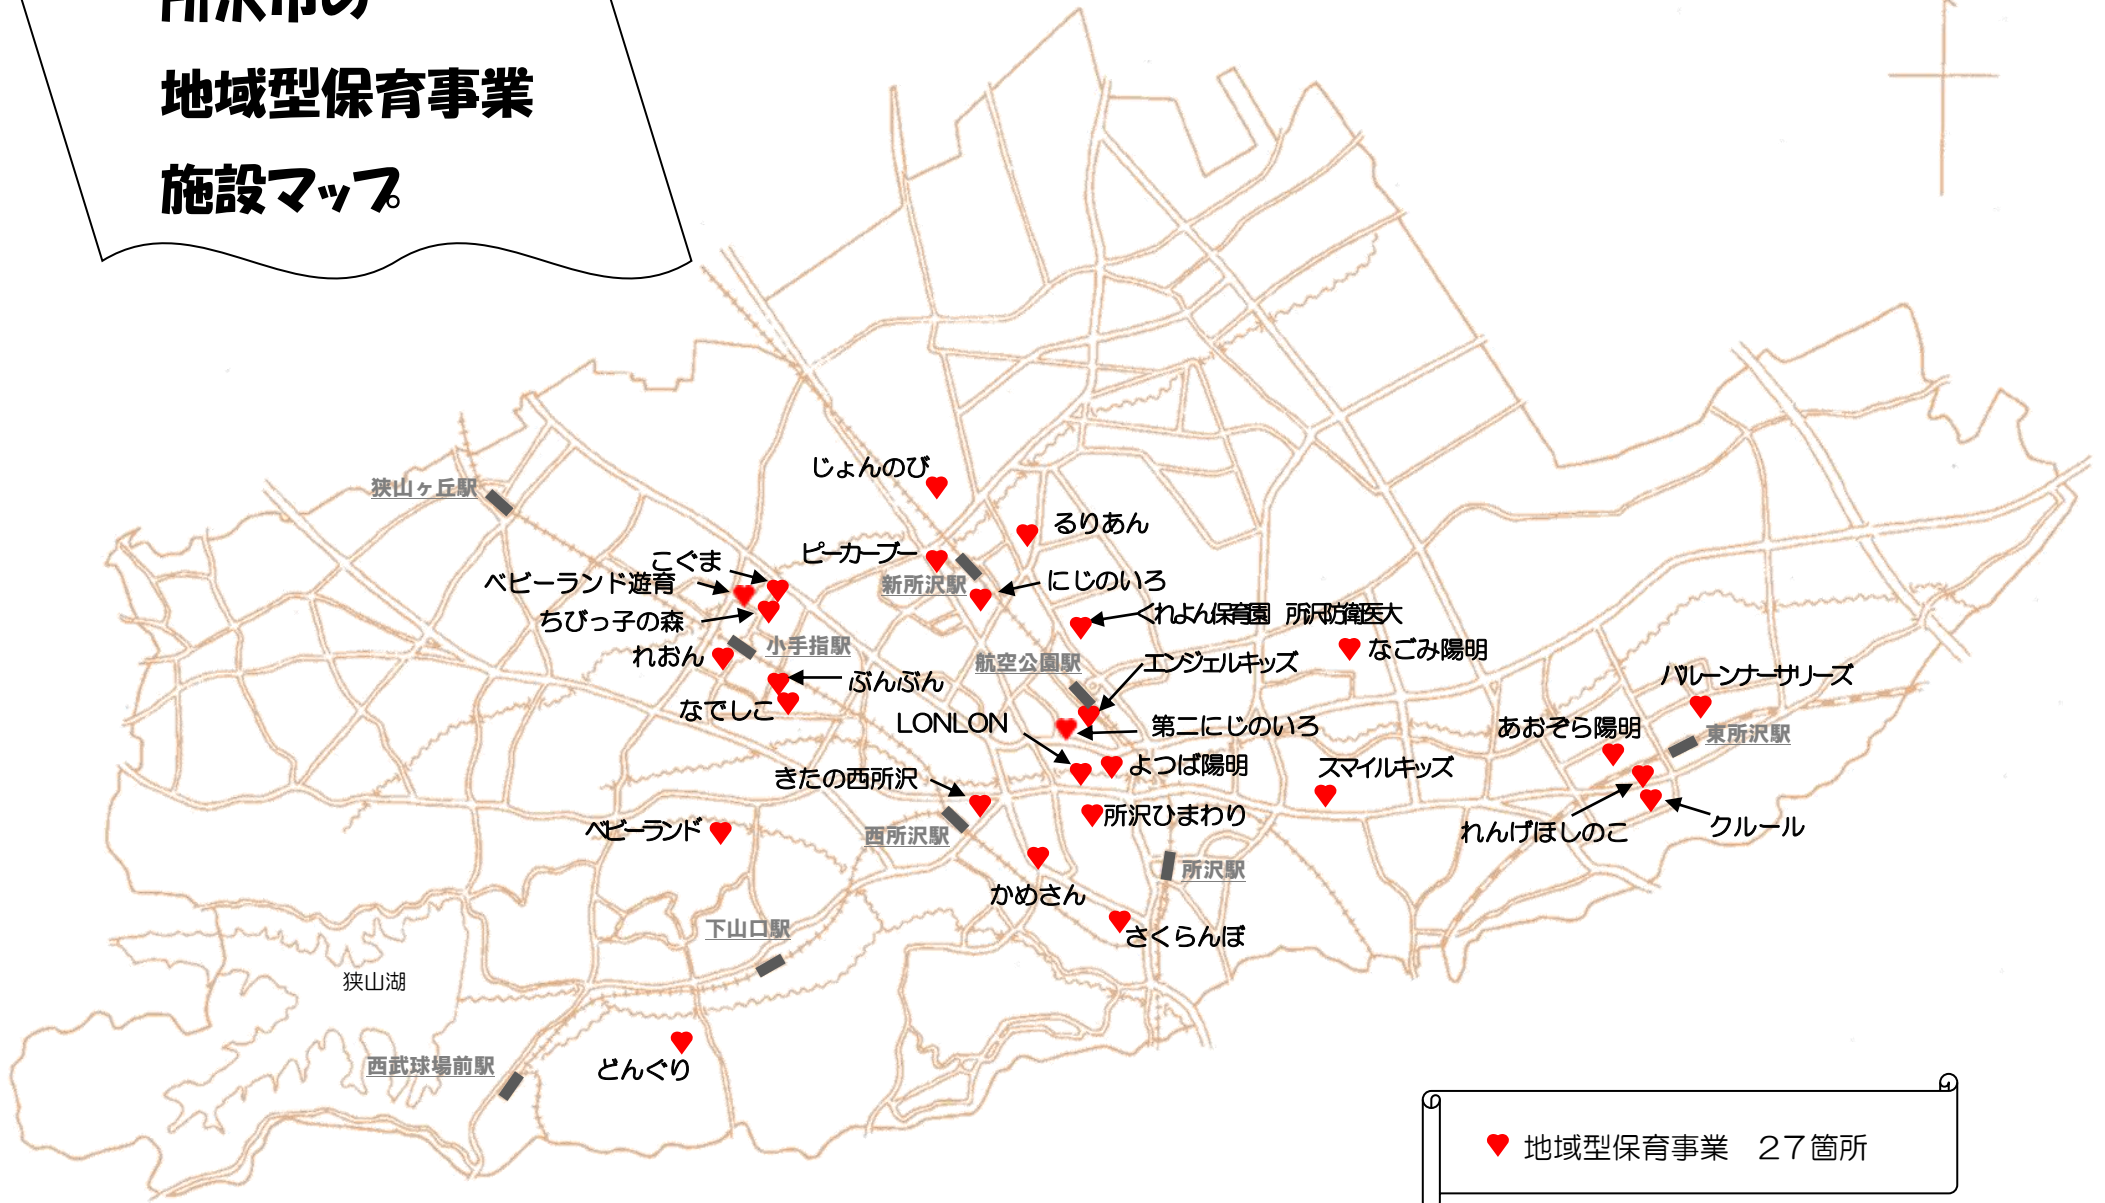 所沢市の
地域型保育事業
施設マップ
じょんのび
狭山ヶ丘駅
るりあん
ピーカーブー
こぐま
ベビーランド遊育
新所沢駅
にじのいろ
ちびっ子の森
くれよん保育園 所沢防衛医大
小手指駅
なごみ陽明
れおん
航空公園駅
エンジェルキッズ
バルーンナーサリーズ
ぶんぶん
なでしこ
LONLON
第二にじのいろ
あおぞら陽明
東所沢駅
よつば陽明
スマイルキッズ
きたの西所沢
所沢ひまわり
ベビーランド
西所沢駅
れんげほしのこ
クルール
所沢駅
かめさん
下山口駅
さくらんぼ
狭山湖
西武球場前駅
どんぐり
地域型保育事業 27箇所